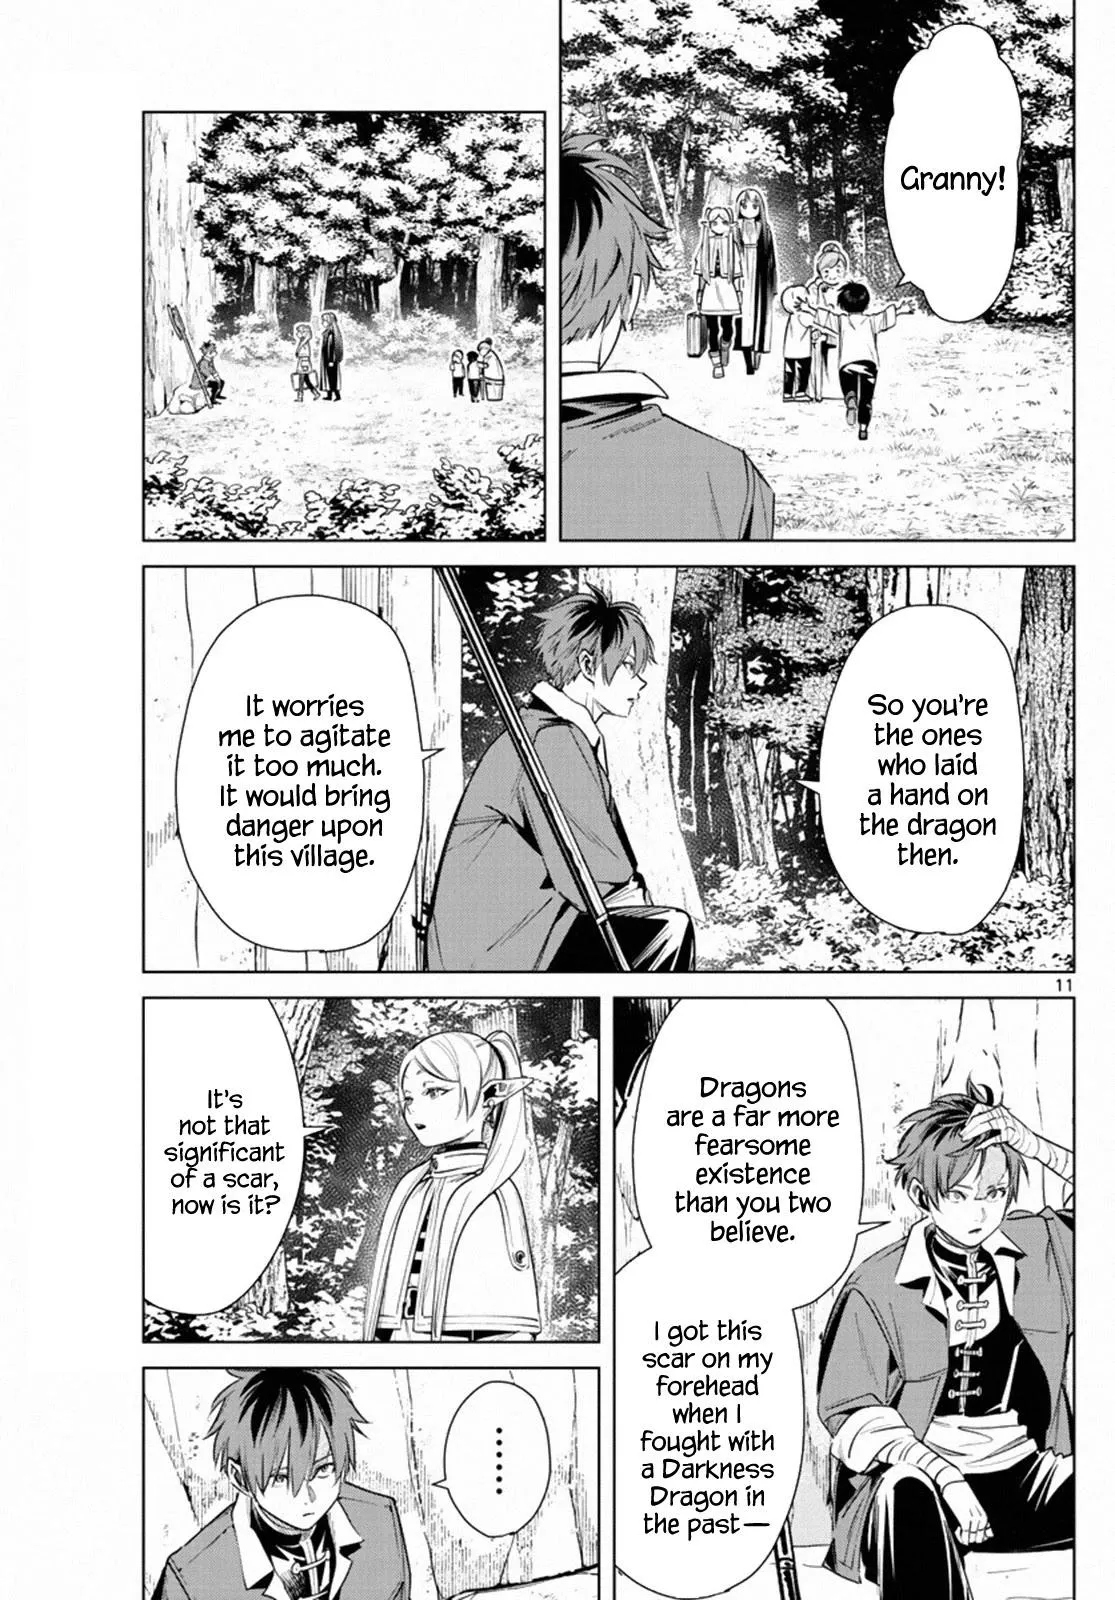 Granny!
So you're
the ones
who laid
a hand on
the dragon
then.
It worries
me to agitate
it too much.
It would bring
danger upon
this village.
11
Dragons
are a far more
fearsome
existence
than you two
believe.
I got this
scar on my
forehead
when I
fought with
a Darkness
Dragon in
the past—
It's
not that
significant
of a scar,
now is it?
......